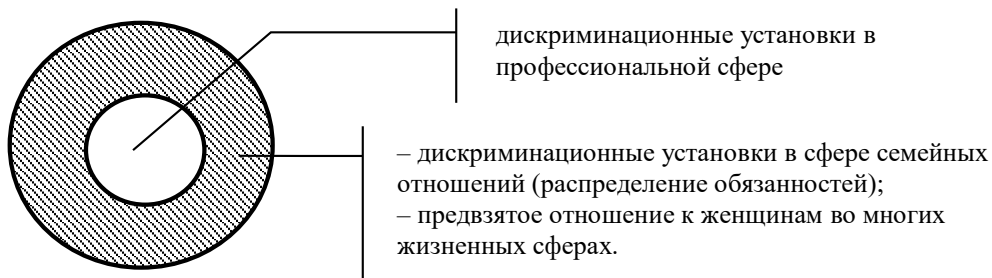 дискриминационные установки в
профессиональной сфере
– дискриминационные установки в сфере семейных
отношений (распределение обязанностей);
– предвзятое отношение к женщинам во многих
жизненных сферах.